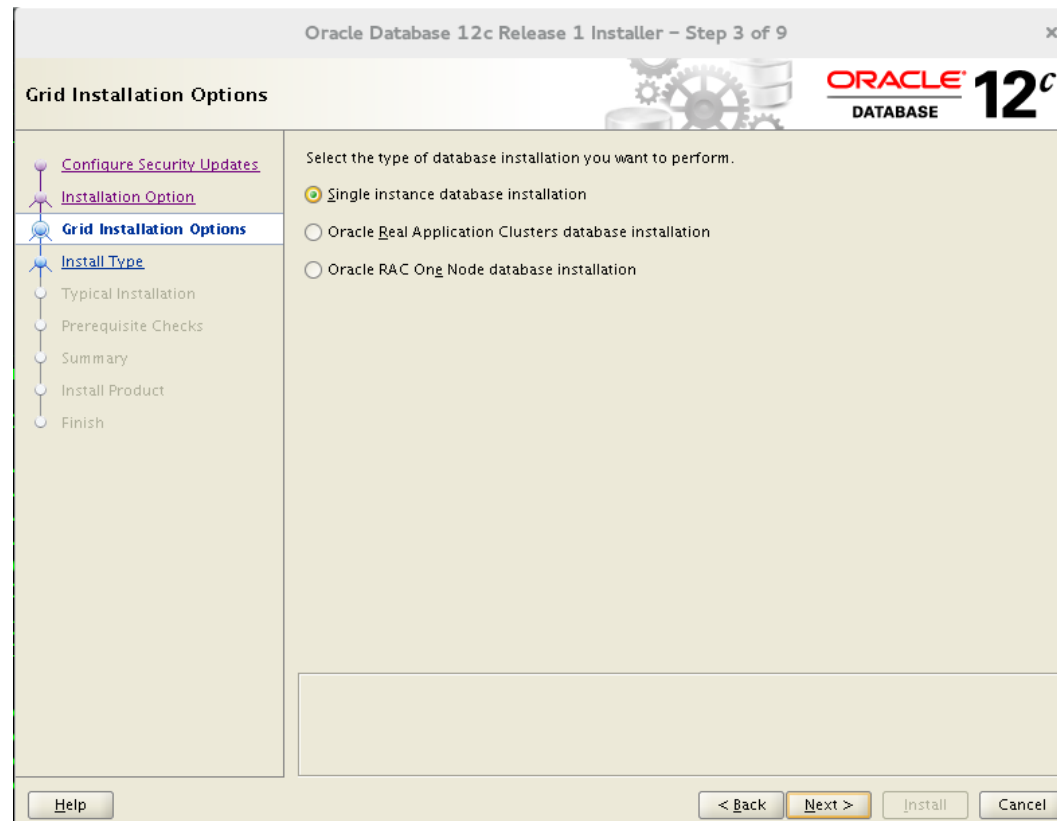 Oracle Database 12c Release 1 Installer – Step 3 of 9
Grid Installation Options
ORACLE
DATABASE
12c
Configure Security Updates
Installation Option
Grid Installation Options
Install Type
Typical Installation
Prerequisite Checks
Summary
Install Product
Finish
Select the type of database installation you want to perform.
Single instance database installation
Oracle Real Application Clusters database installation
Oracle RAC One Node database installation
Help
< Back
Next >
Install
Cancel